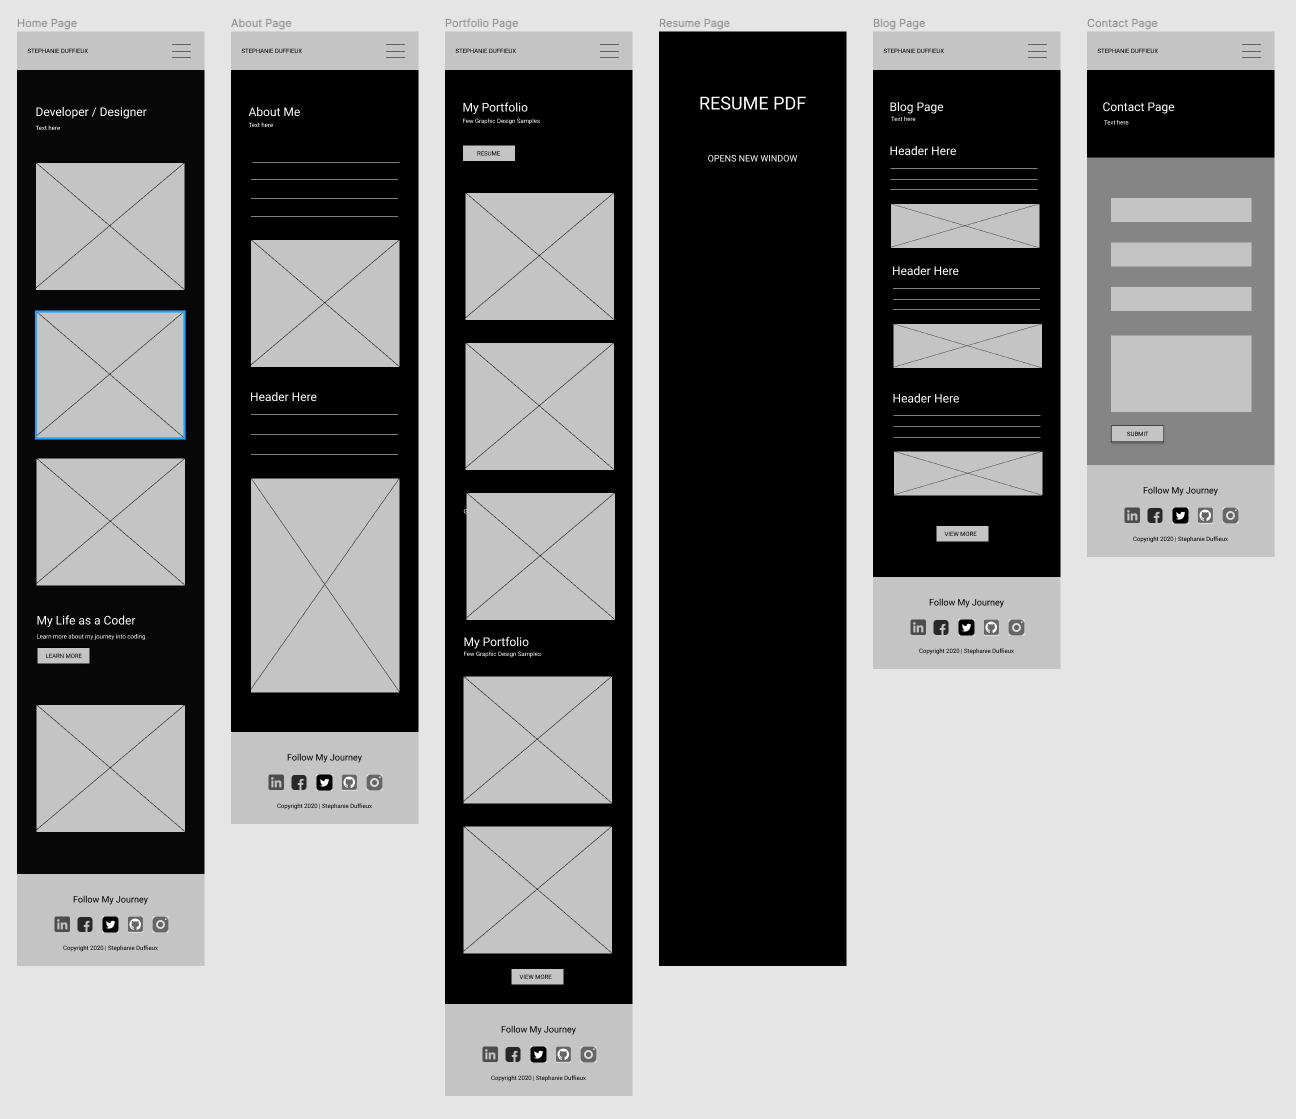 Home Page
STEPHANIE DUFFIEUX
Developer / Designer
Text here
My Life as a Coder
Learn more about my journey into coding
LEARN MORE
Follow My Journey
Copyright 2020 | Stephanie Duffieux
About Page
STEPHANIE DUFFIEUX
About Me
Text here
Header Here
Follow My Journey
Copyright 2020 | Stephanie Duffieux
Portfolio Page
STEPHANIE DUFFIEUX
My Portfolio
Few Graphic Design Samples
RESUME
My Portfolio
Few Graphic Design Samples
VIEW MORE
Follow My Journey
Copyright 2020 | Stephanie Duffieux
Resume Page
RESUME PDF
OPENS NEW WINDOW
Blog Page
STEPHANIE DUFFIEUX
Blog Page
Text here
Header Here
Header Here
Header Here
VIEW MORE
Follow My Journey
Copyright 2020 | Stephanie Duffieux
Contact Page
STEPHANIE DUFFIEUX
Contact Page
Text here
SUBMIT
Follow My Journey
Copyright 2020 | Stephanie Duffieux